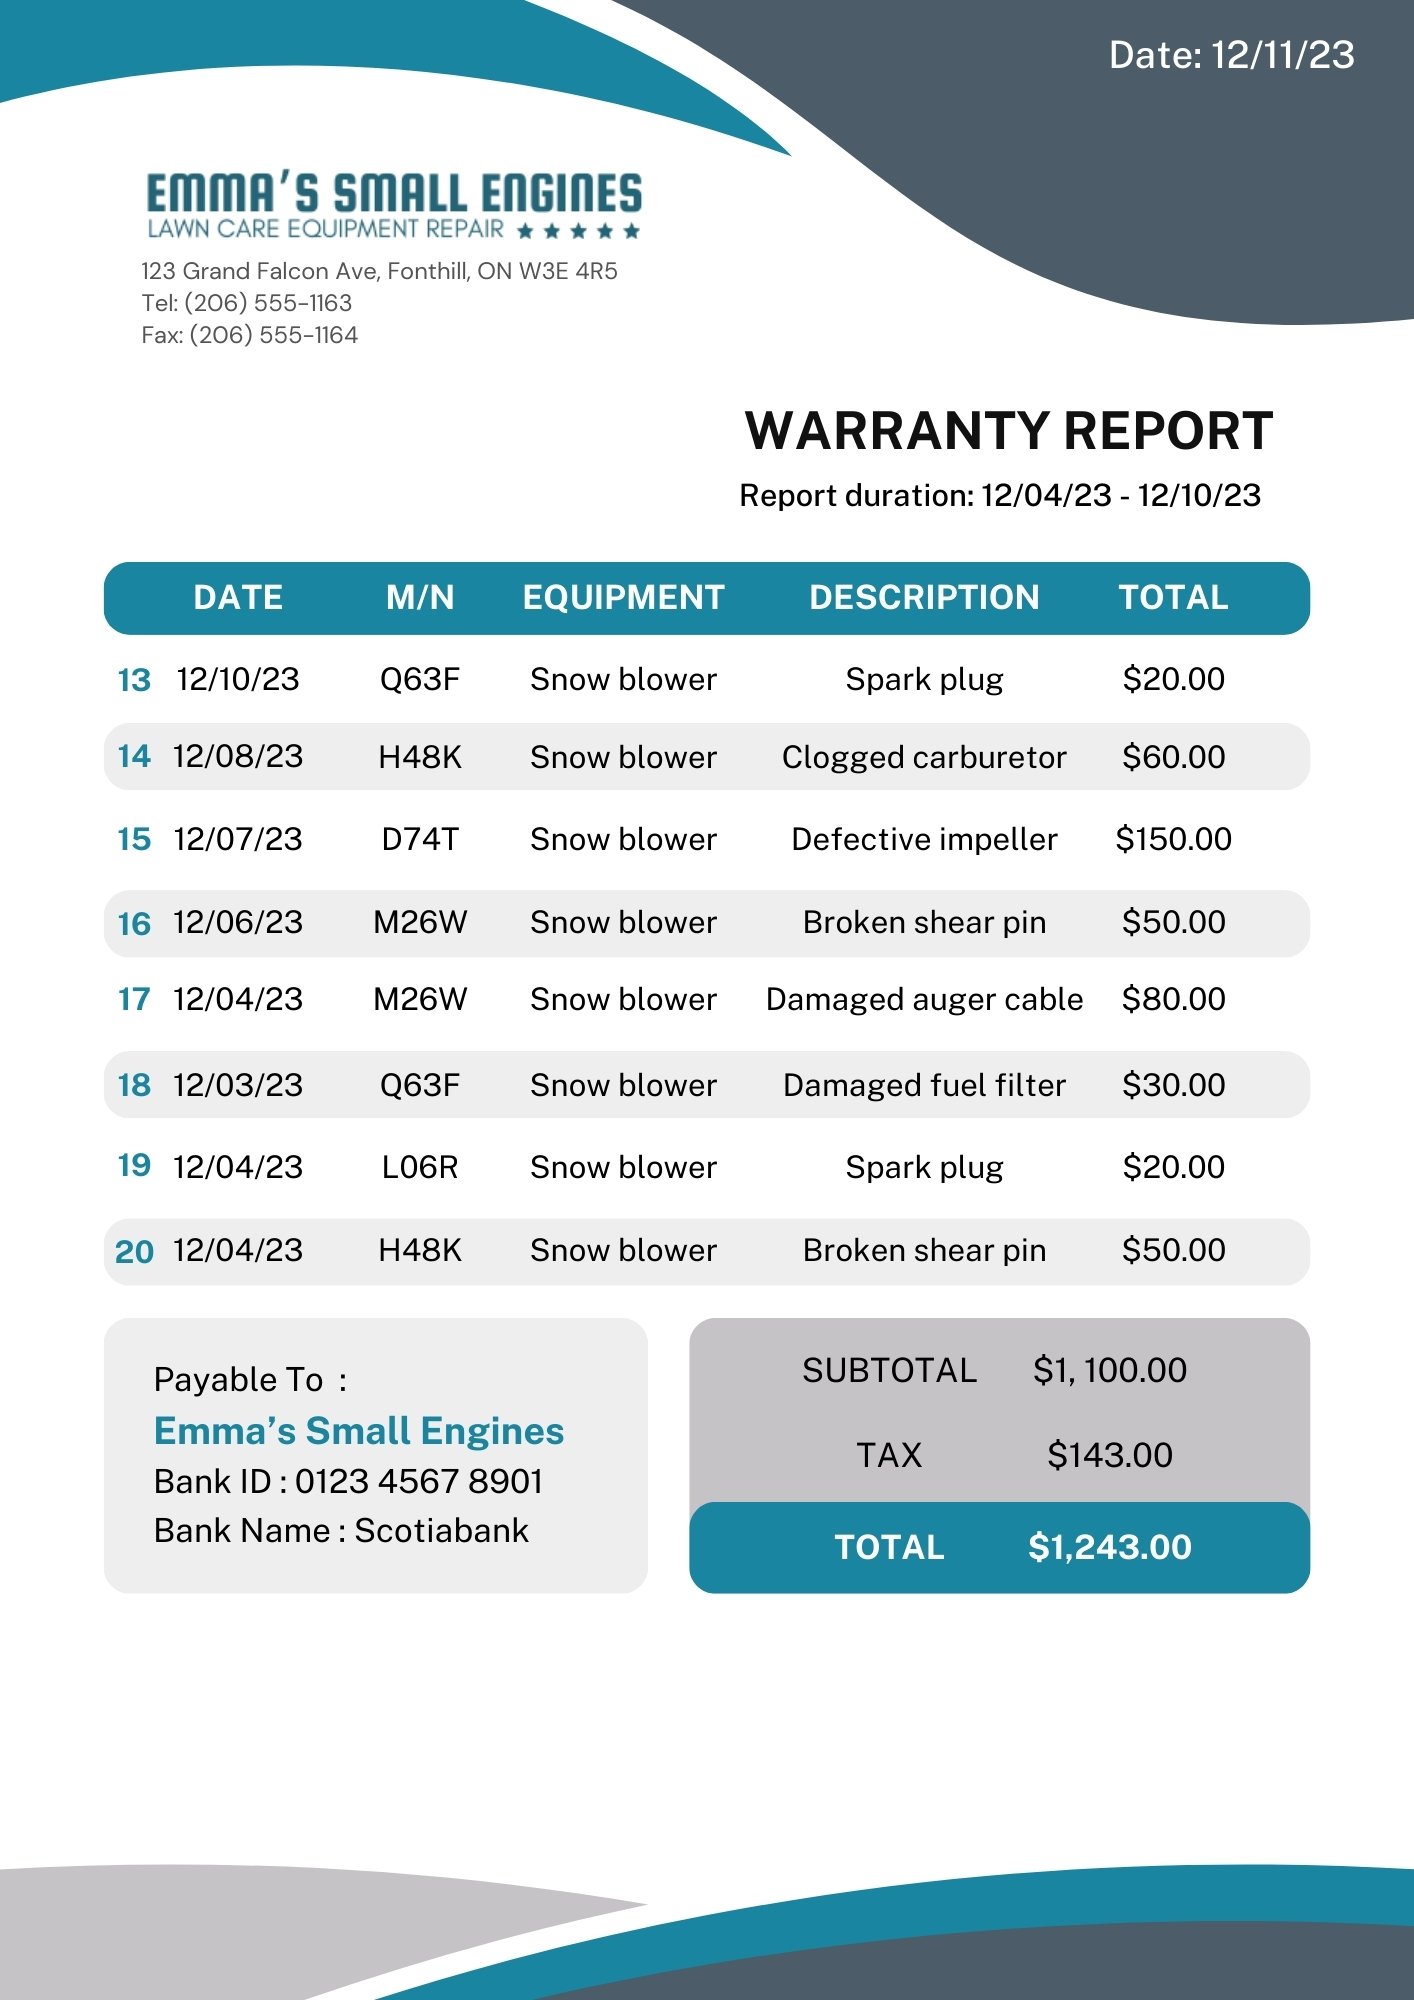 Date: 12/11/23
EMMA'S SMALL ENGINES
LAWN CARE EQUIPMENT REPAIR ★★★★★
123 Grand Falcon Ave, Fonthill, ON W3E 4R5
Tel: (206) 555-1163
Fax: (206) 555-1164
WARRANTY REPORT
Report duration: 12/04/23 - 12/10/23
DATE M/N EQUIPMENT DESCRIPTION TOTAL
13 12/10/23 Q63F Snow blower Spark plug $20.00
14 12/08/23 H48K Snow blower Clogged carburetor $60.00
15 12/07/23 D74T Snow blower Defective impeller $150.00
16 12/06/23 M26W Snow blower Broken shear pin $50.00
17 12/04/23 M26W Snow blower Damaged auger cable $80.00
18 12/03/23 Q63F Snow blower Damaged fuel filter $30.00
19 12/04/23 L06R Snow blower Spark plug $20.00
20 12/04/23 H48K Snow blower Broken shear pin $50.00
Payable To :
Emma's Small Engines
Bank ID : 0123 4567 8901
Bank Name : Scotiabank
SUBTOTAL $1, 100.00
TAX $143.00
TOTAL $1,243.00